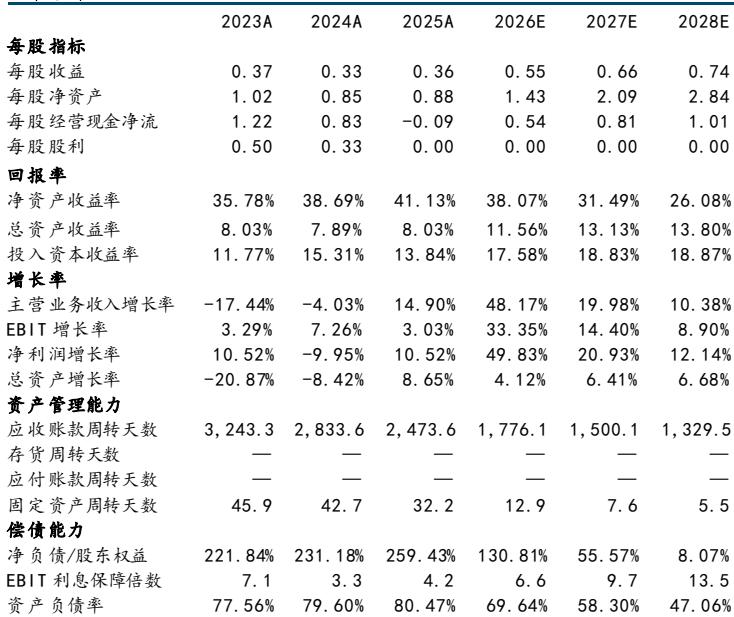 2023A 2024A 2025A 2026E 2027E 2028E
每股指标
每股收益 0.37 0.33 0.36 0.55 0.66 0.74
每股净资产 1.02 0.85 0.88 1.43 2.09 2.84
每股经营现金净流 1.22 0.83 -0.09 0.54 0.81 1.01
每股股利 0.50 0.33 0.00 0.00 0.00 0.00
回报率
净资产收益率 35.78% 38.69% 41.13% 38.07% 31.49% 26.08%
总资产收益率 8.03% 7.89% 8.03% 11.56% 13.13% 13.80%
投入资本收益率 11.77% 15.31% 13.84% 17.58% 18.83% 18.87%
增长率
主营业务收入增长率 -17.44% -4.03% 14.90% 48.17% 19.98% 10.38%
EBIT 增长率 3.29% 7.26% 3.03% 33.35% 14.40% 8.90%
净利润增长率 10.52% -9.95% 10.52% 49.83% 20.93% 12.14%
总资产增长率 -20.87% -8.42% 8.65% 4.12% 6.41% 6.68%
资产管理能力
应收账款周转天数 3,243.3 2,833.6 2,473.6 1,776.1 1,500.1 1,329.5
存货周转天数 — — — — — —
应付账款周转天数 — — — — — —
固定资产周转天数 45.9 42.7 32.2 12.9 7.6 5.5
偿债能力
净负债/股东权益 221.84% 231.18% 259.43% 130.81% 55.57% 8.07%
EBIT 利息保障倍数 7.1 3.3 4.2 6.6 9.7 13.5
资产负债率 77.56% 79.60% 80.47% 69.64% 58.30% 47.06%